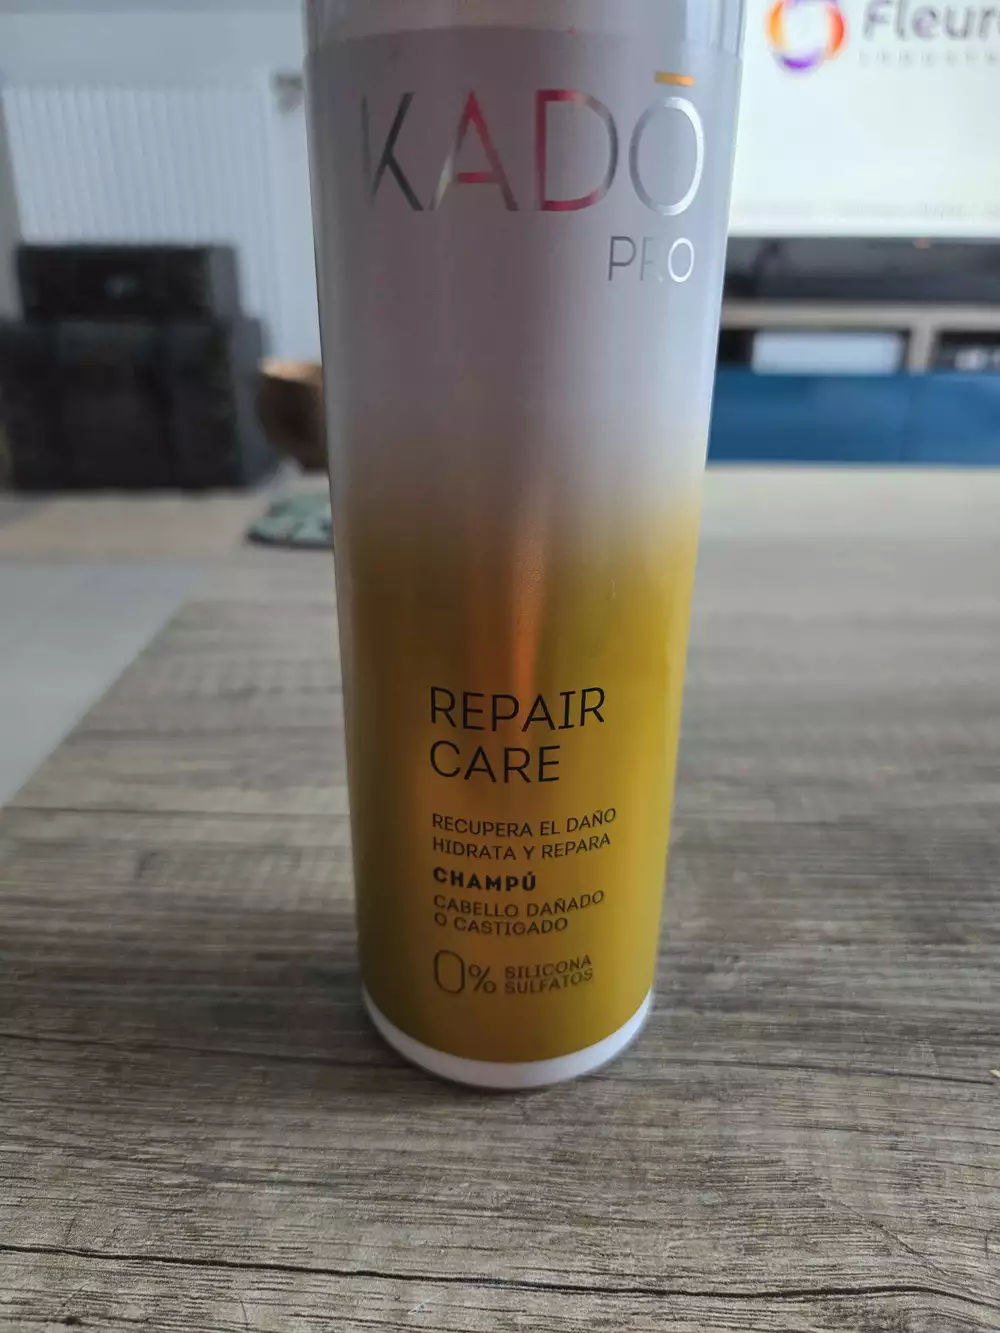 KADŌ
PRO
REPAIR
CARE
RECUPERA EL DAÑO
HIDRATA Y REPARA
CHAMPÚ
CABELLO DAÑADO
O CASTIGADO
0% SILICONA
SULFATOS
Fleur